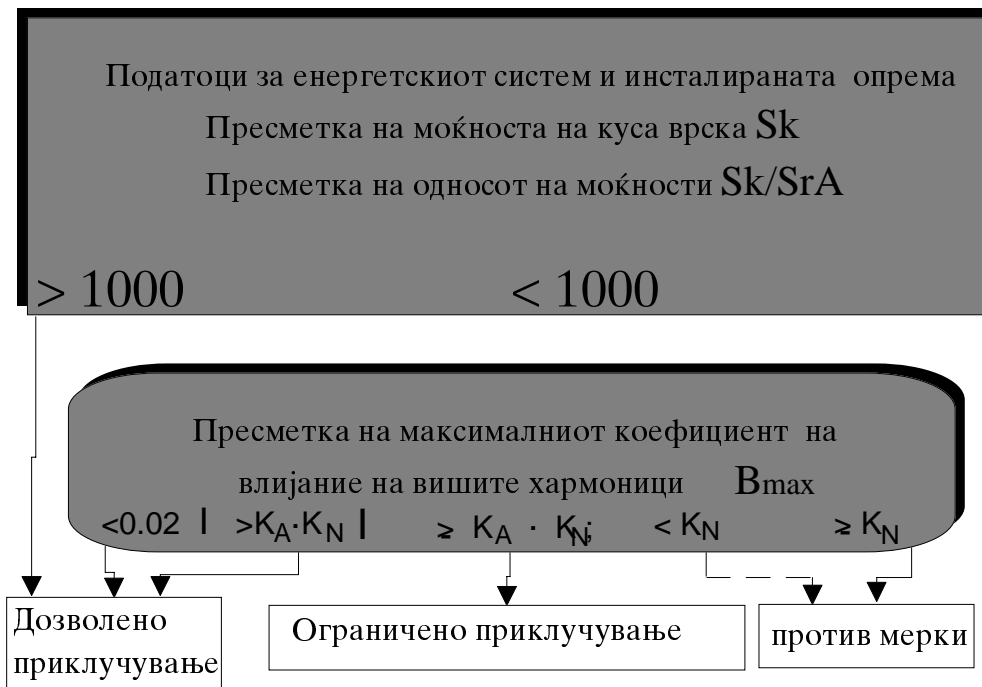 Податоци за енергетскиот систем и инсталираната опрема
Пресметка на моќноста на куса врска Sk
Пресметка на односот на моќности Sk/SrA
> 1000 < 1000
Пресметка на максималниот коефициент на
влијание на вишите хармоници Bmax
<0.02 | >KA·KN | ≥ KA · KN; < KN ≥ KN
Дозволено
приклучување
Ограничено приклучување
против мерки